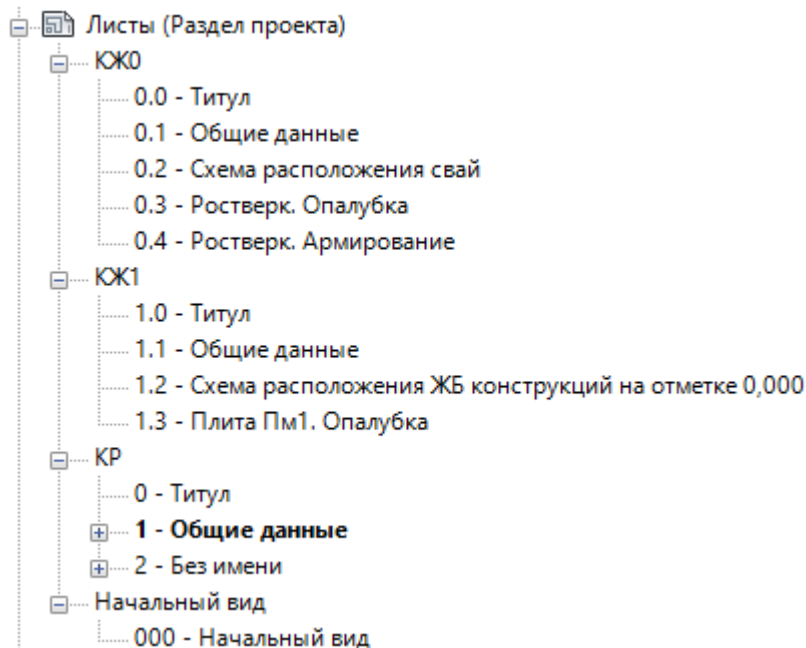 Листы (Раздел проекта)
КЖ0
0.0 - Титул
0.1 - Общие данные
0.2 - Схема расположения свай
0.3 - Ростверк. Опалубка
0.4 - Ростверк. Армирование
КЖ1
1.0 - Титул
1.1 - Общие данные
1.2 - Схема расположения ЖБ конструкций на отметке 0,000
1.3 - Плита Пм1. Опалубка
КР
0 - Титул
1 - Общие данные
2 - Без имени
Начальный вид
000 - Начальный вид